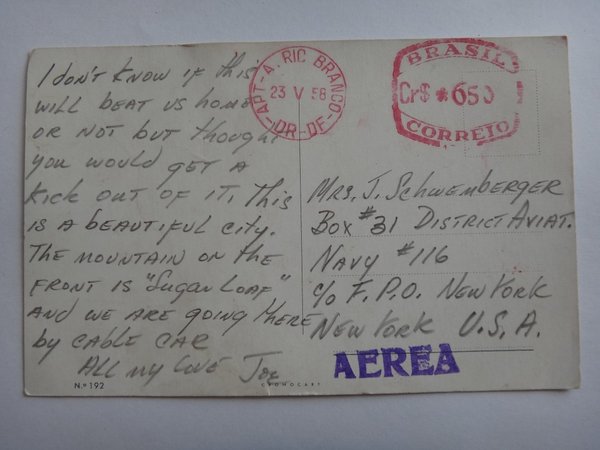 I don't know if this
will beat us home
or not but thought
you would get a
kick out of it. This
is a beautiful city.
The mountain on the
front is "Sugar Loaf"
and we are going there
by cable car
All my love Joe
Nº 192
CROMOCART
APT-A. RIO BRANCO
23 V 58
DR-DF
BRASIL
Cr$ *650
CORREIO
Mrs. J. Schwemberger
Box #31 District Aviat.
Navy #116
c/o F.P.O. New York
New York U.S.A.
AEREA